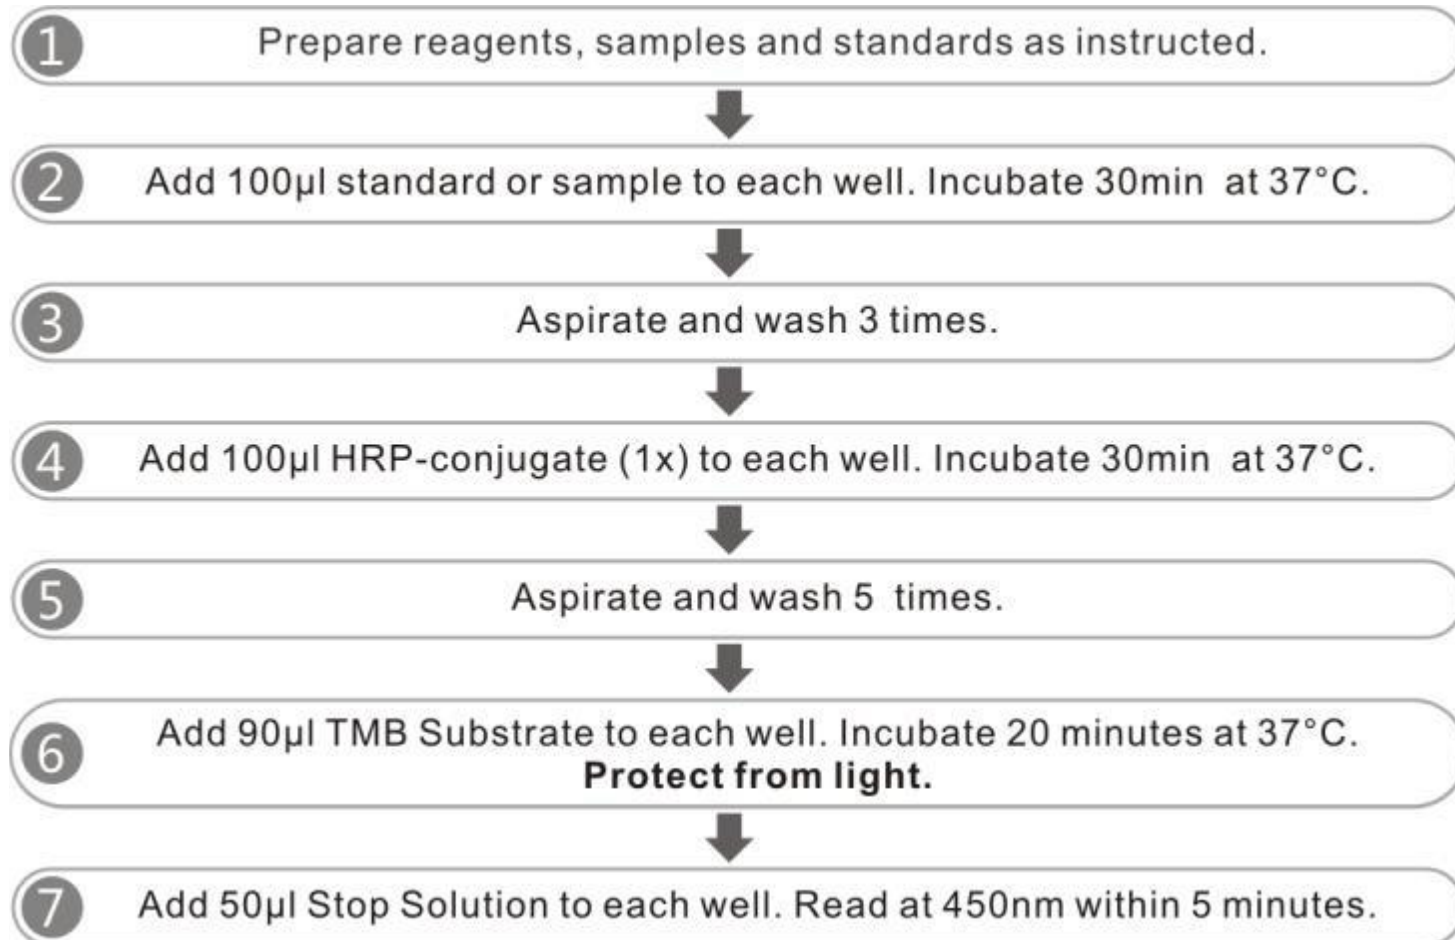 1 Prepare reagents, samples and standards as instructed.
2 Add 100µl standard or sample to each well. Incubate 30min at 37°C.
3 Aspirate and wash 3 times.
4 Add 100µl HRP-conjugate (1x) to each well. Incubate 30min at 37°C.
5 Aspirate and wash 5 times.
6 Add 90µl TMB Substrate to each well. Incubate 20 minutes at 37°C.
Protect from light.
7 Add 50µl Stop Solution to each well. Read at 450nm within 5 minutes.